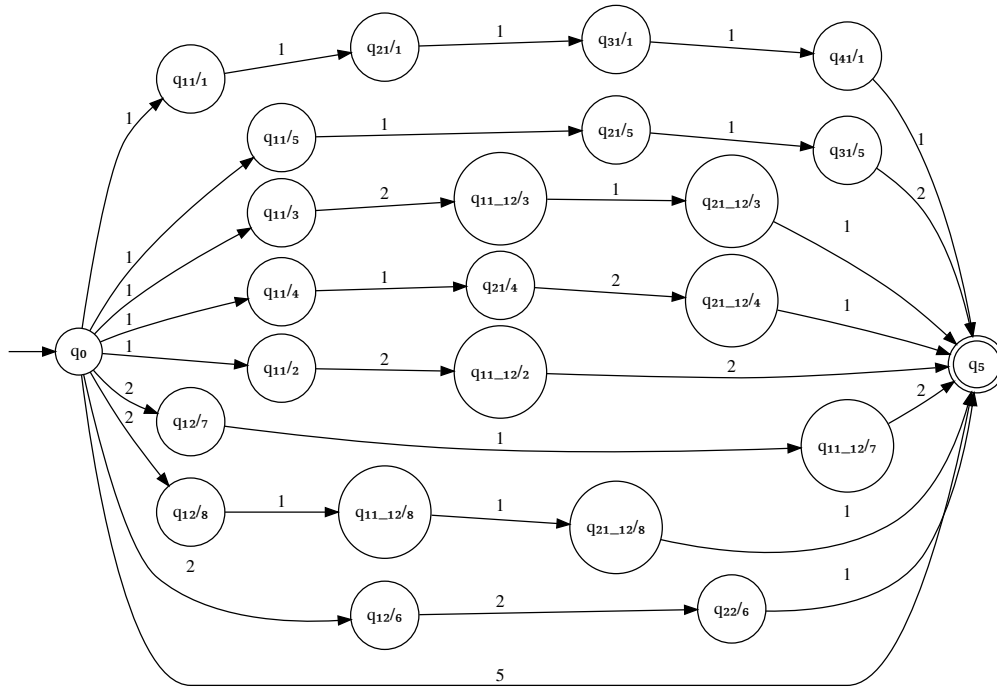 1 q₁₁/₁ 1 q₂₁/₁ 1 q₃₁/₁ 1 q₄₁/₁ 1
1 q₁₁/₅ 1 q₂₁/₅ 1 q₃₁/₅ 2
1 q₁₁/₃ 2 q₁₁_₁₂/₃ 1 q₂₁_₁₂/₃ 1
1 q₁₁/₄ 1 q₂₁/₄ 2 q₂₁_₁₂/₄ 1
q₀ 1 q₁₁/₂ 2 q₁₁_₁₂/₂ 2 q₅
2 q₁₂/₇ 1 q₁₁_₁₂/₇ 2
2 q₁₂/₈ 1 q₁₁_₁₂/₈ 1 q₂₁_₁₂/₈ 1
2 q₁₂/₆ 2 q₂₂/₆ 1
5